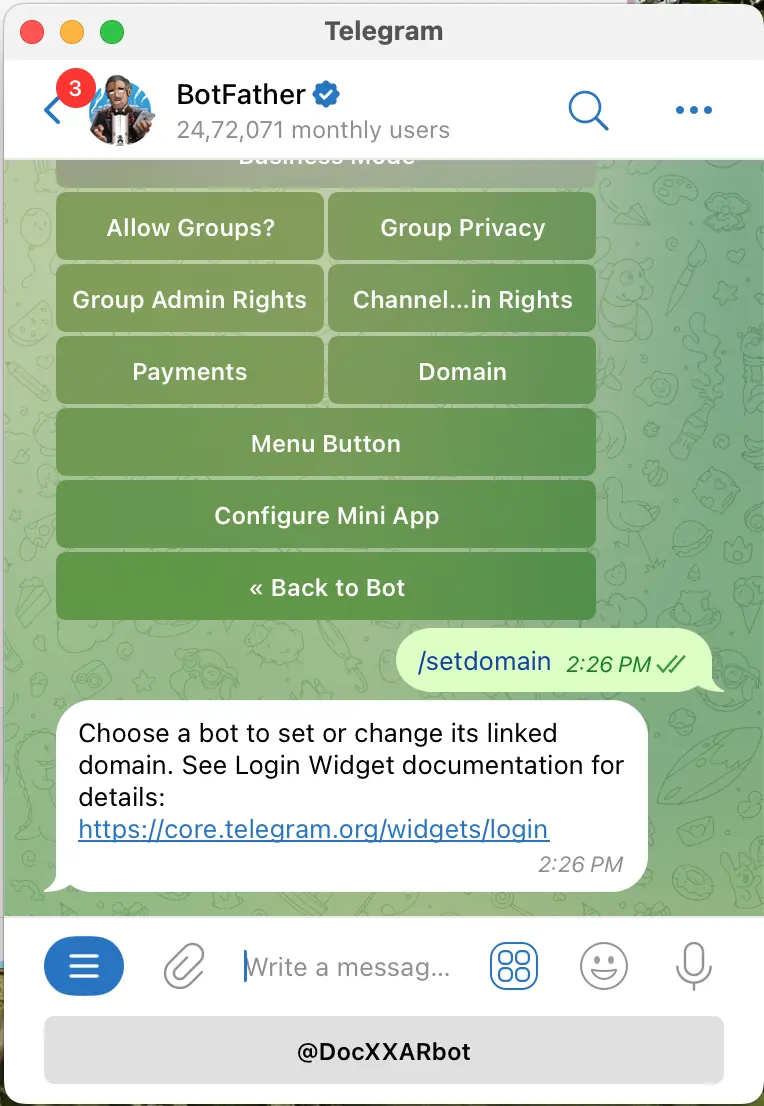 Telegram
3
BotFather
24,72,071 monthly users
Business Mode
Allow Groups?
Group Privacy
Group Admin Rights
Channel...in Rights
Payments
Domain
Menu Button
Configure Mini App
« Back to Bot
/setdomain 2:26 PM
Choose a bot to set or change its linked
domain. See Login Widget documentation for
details:
https://core.telegram.org/widgets/login
2:26 PM
Write a messag...
@DocXXARbot